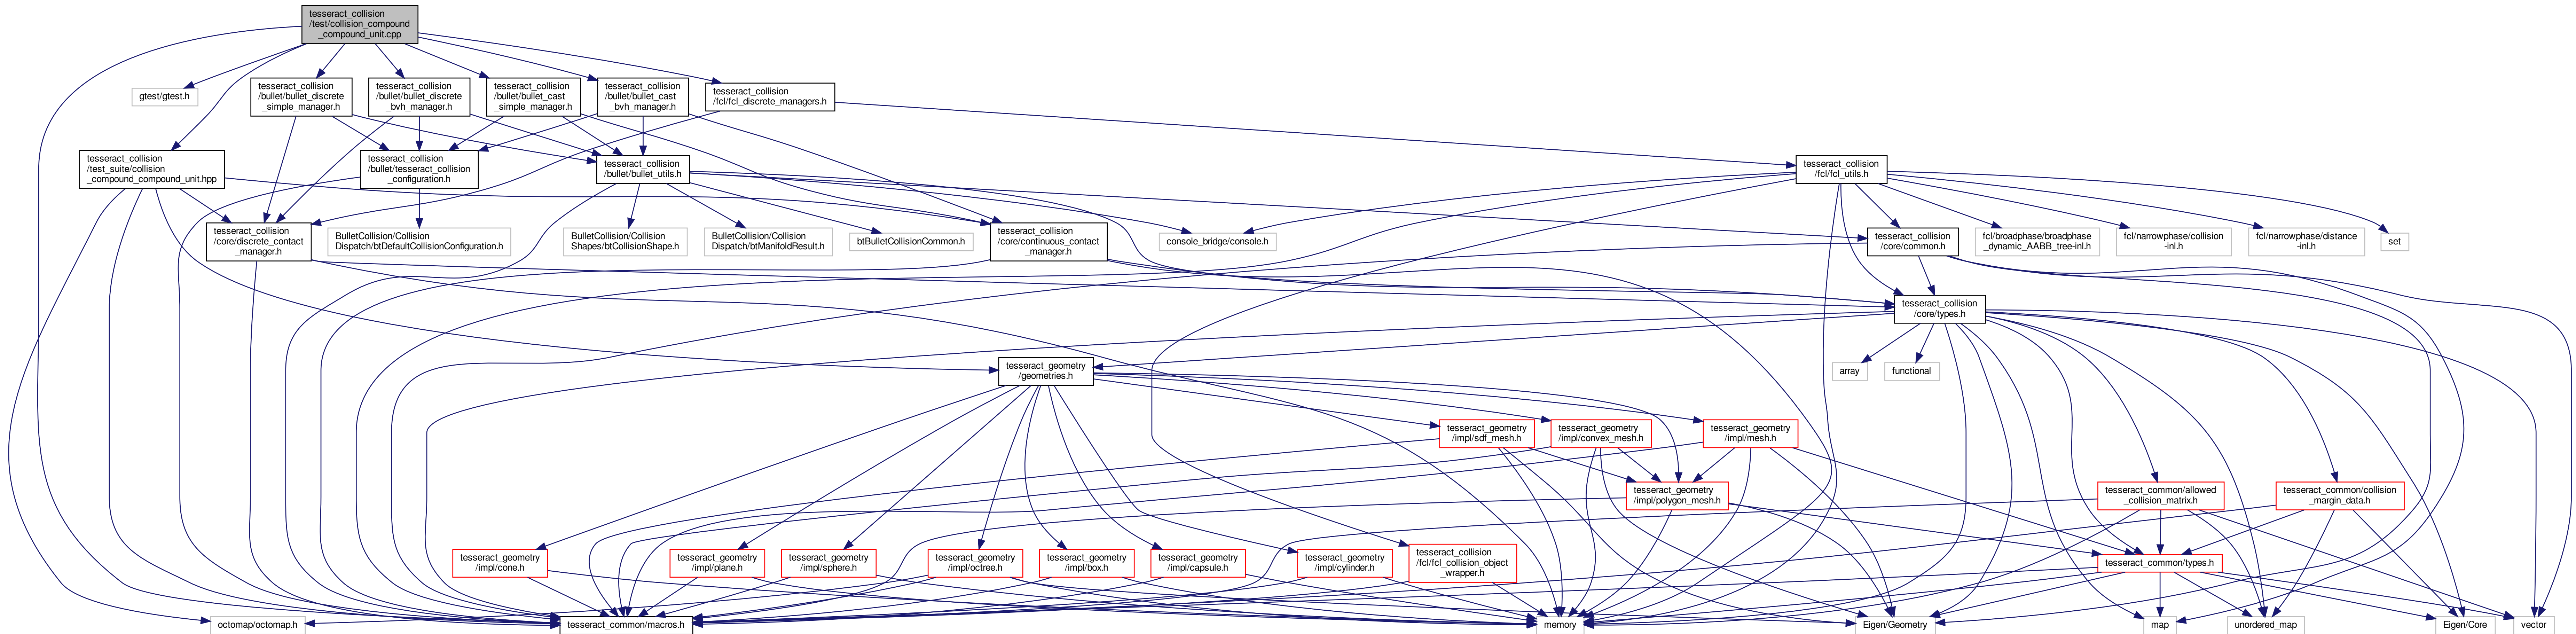 tesseract_collision
/test/collision_compound
_compound_unit.cpp
gtest/gtest.h
tesseract_collision
/bullet/bullet_discrete
_simple_manager.h
tesseract_collision
/bullet/bullet_discrete
_bvh_manager.h
tesseract_collision
/bullet/bullet_cast
_simple_manager.h
tesseract_collision
/bullet/bullet_cast
_bvh_manager.h
tesseract_collision
/fcl/fcl_discrete_managers.h
tesseract_collision
/test_suite/collision
_compound_compound_unit.hpp
tesseract_collision
/bullet/tesseract_collision
_configuration.h
tesseract_collision
/bullet/bullet_utils.h
tesseract_collision
/fcl/fcl_utils.h
tesseract_collision
/core/discrete_contact
_manager.h
BulletCollision/Collision
Dispatch/btDefaultCollisionConfiguration.h
BulletCollision/Collision
Shapes/btCollisionShape.h
BulletCollision/Collision
Dispatch/btManifoldResult.h
btBulletCollisionCommon.h
tesseract_collision
/core/continuous_contact
_manager.h
console_bridge/console.h
tesseract_collision
/core/common.h
fcl/broadphase/broadphase
_dynamic_AABB_tree-inl.h
fcl/narrowphase/collision
-inl.h
fcl/narrowphase/distance
-inl.h
set
tesseract_collision
/core/types.h
tesseract_geometry
/geometries.h
array
functional
tesseract_geometry
/impl/sdf_mesh.h
tesseract_geometry
/impl/convex_mesh.h
tesseract_geometry
/impl/mesh.h
tesseract_geometry
/impl/polygon_mesh.h
tesseract_common/allowed
_collision_matrix.h
tesseract_common/collision
_margin_data.h
tesseract_geometry
/impl/cone.h
tesseract_geometry
/impl/plane.h
tesseract_geometry
/impl/sphere.h
tesseract_geometry
/impl/octree.h
tesseract_geometry
/impl/box.h
tesseract_geometry
/impl/capsule.h
tesseract_geometry
/impl/cylinder.h
tesseract_collision
/fcl/fcl_collision_object
_wrapper.h
tesseract_common/types.h
octomap/octomap.h
tesseract_common/macros.h
memory
Eigen/Geometry
map
unordered_map
Eigen/Core
vector